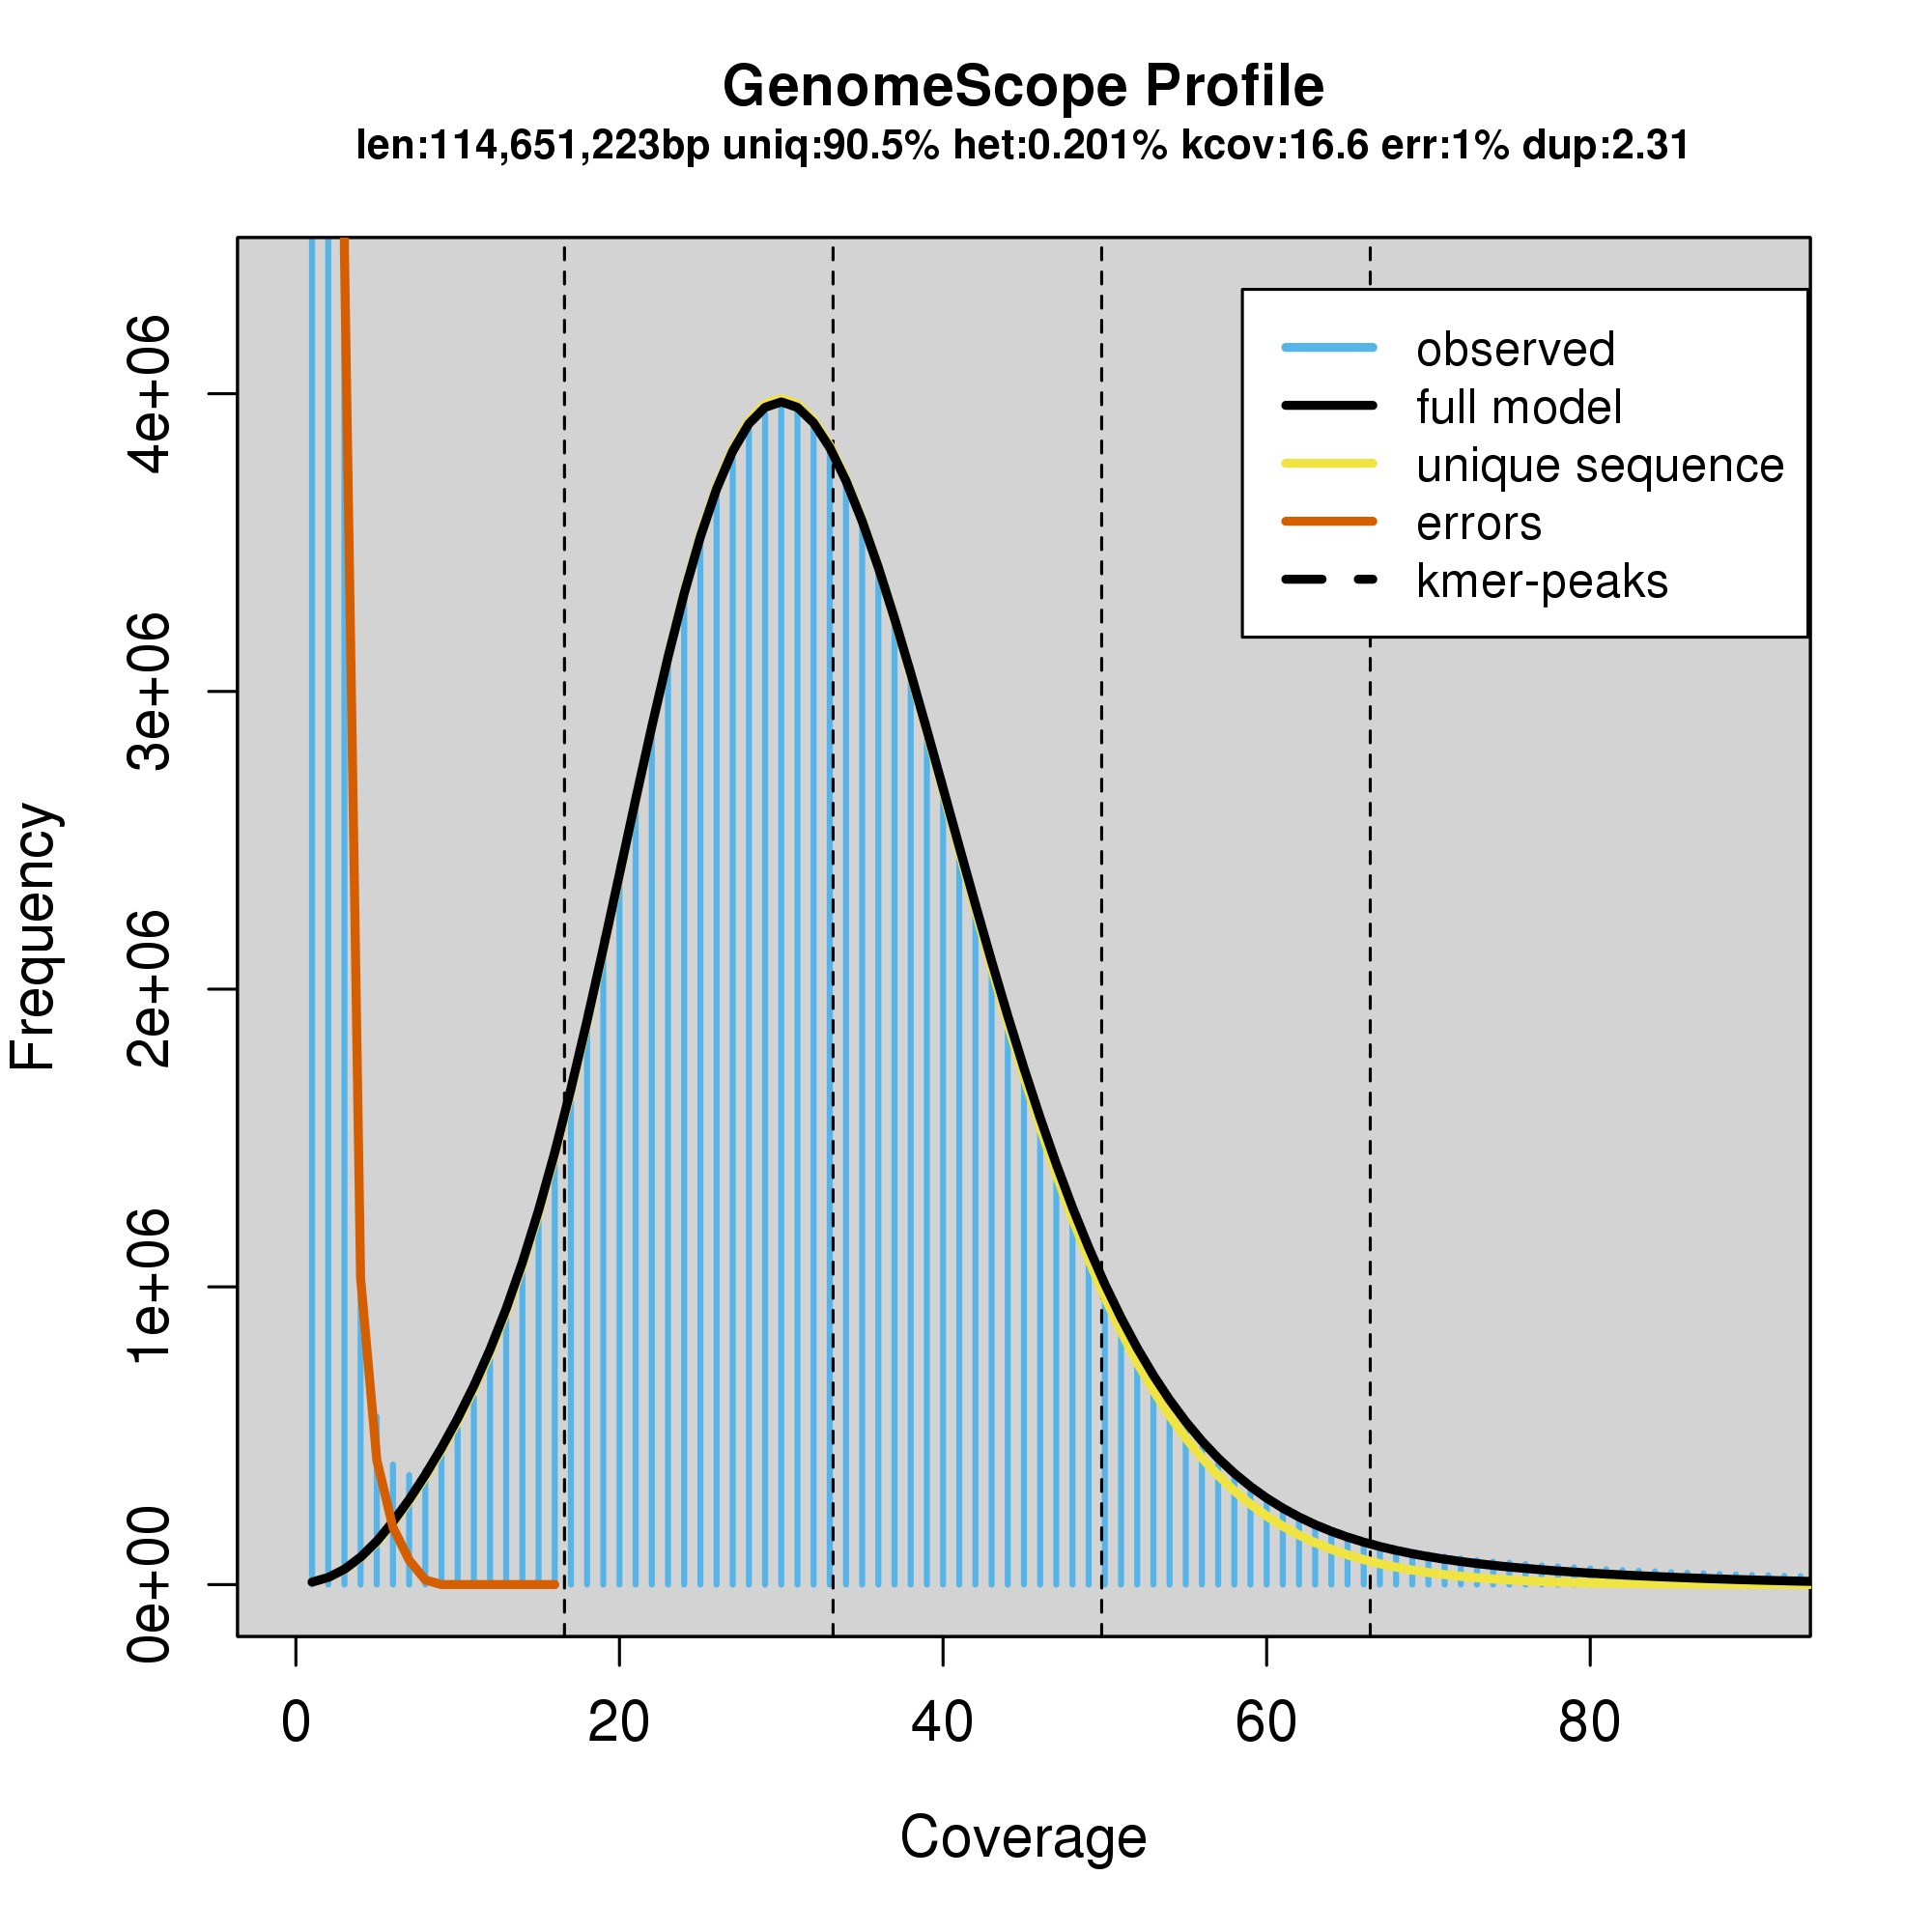 GenomeScope Profile
len:114,651,223bp uniq:90.5% het:0.201% kcov:16.6 err:1% dup:2.31
observed
full model
unique sequence
errors
kmer-peaks
Frequency
4e+06
3e+06
2e+06
1e+06
0e+00
0 20 40 60 80
Coverage